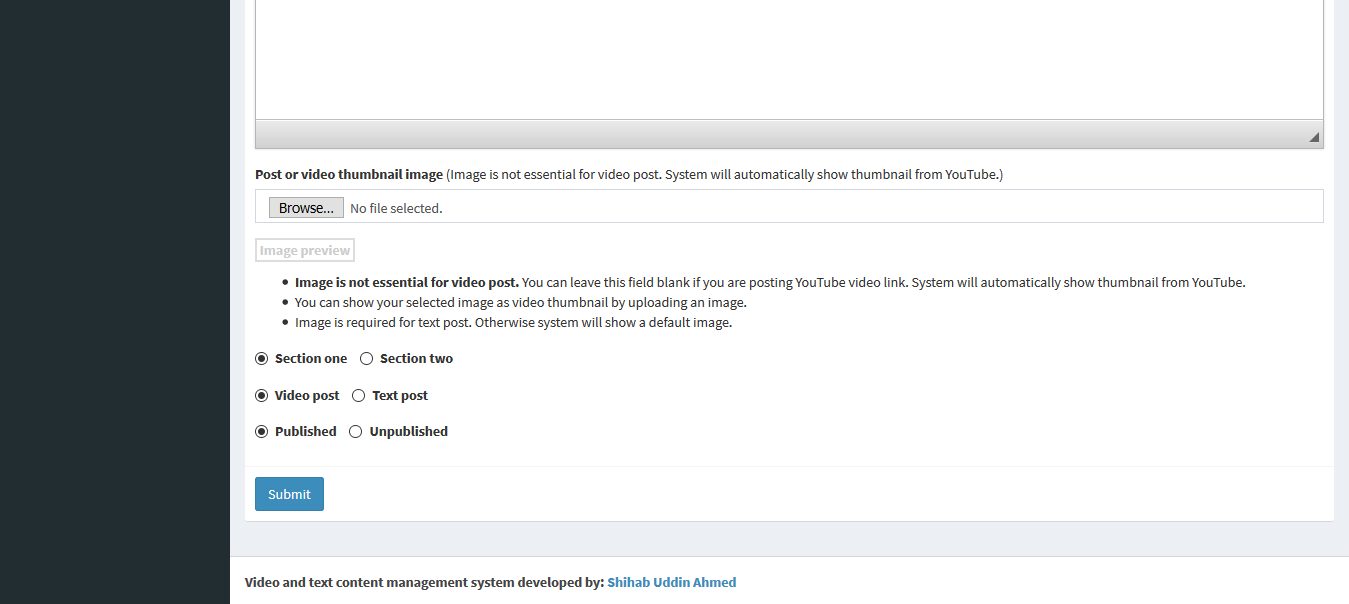 Post or video thumbnail image (Image is not essential for video post. System will automatically show thumbnail from YouTube.)
Browse... No file selected.
Image preview
Image is not essential for video post. You can leave this field blank if you are posting YouTube video link. System will automatically show thumbnail from YouTube.
You can show your selected image as video thumbnail by uploading an image.
Image is required for text post. Otherwise system will show a default image.
Section one Section two
Video post Text post
Published Unpublished
Submit
Video and text content management system developed by: Shihab Uddin Ahmed